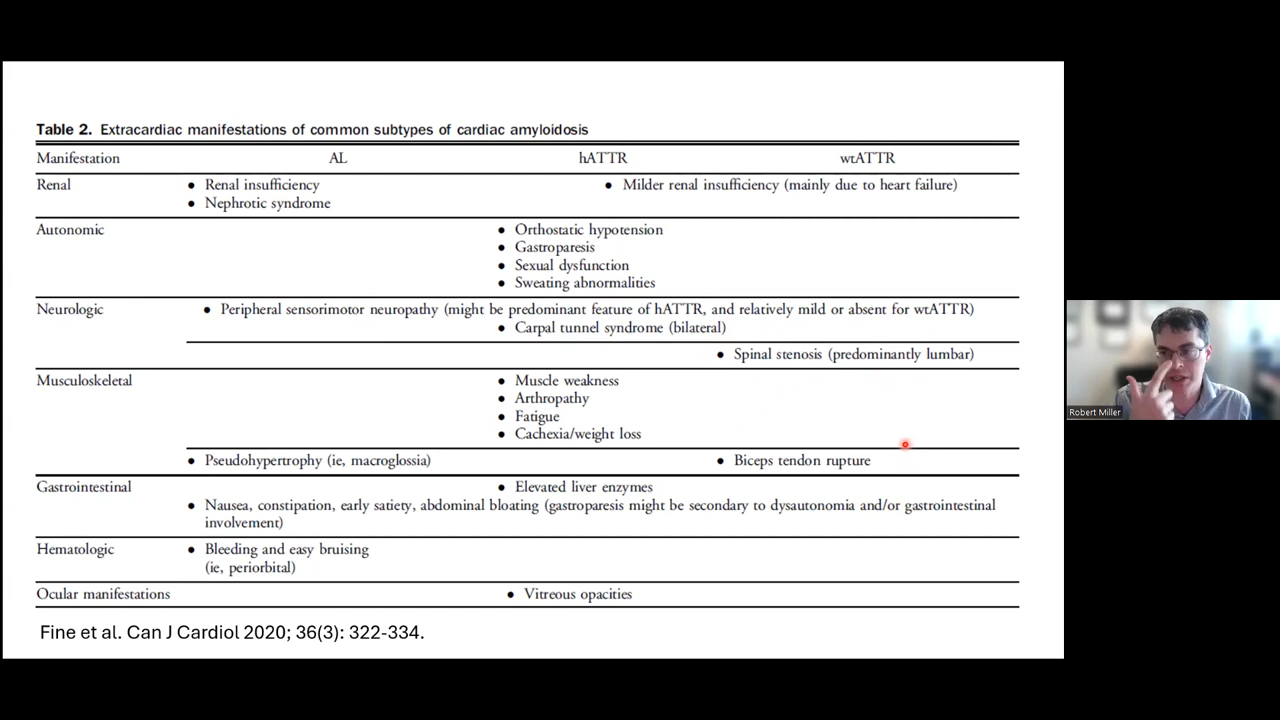 Table 2. Extracardiac manifestations of common subtypes of cardiac amyloidosis
Manifestation AL hATTR wtATTR
Renal • Renal insufficiency • Milder renal insufficiency (mainly due to heart failure)
• Nephrotic syndrome
Autonomic • Orthostatic hypotension
• Gastroparesis
• Sexual dysfunction
• Sweating abnormalities
Neurologic • Peripheral sensorimotor neuropathy (might be predominant feature of hATTR, and relatively mild or absent for wtATTR)
• Carpal tunnel syndrome (bilateral)
• Spinal stenosis (predominantly lumbar)
Musculoskeletal • Muscle weakness
• Arthropathy
• Fatigue
• Cachexia/weight loss
• Pseudohypertrophy (ie, macroglossia) • Biceps tendon rupture
Gastrointestinal • Elevated liver enzymes
• Nausea, constipation, early satiety, abdominal bloating (gastroparesis might be secondary to dysautonomia and/or gastrointestinal
involvement)
Hematologic • Bleeding and easy bruising
(ie, periorbital)
Ocular manifestations • Vitreous opacities
Fine et al. Can J Cardiol 2020; 36(3): 322-334.
Robert Miller